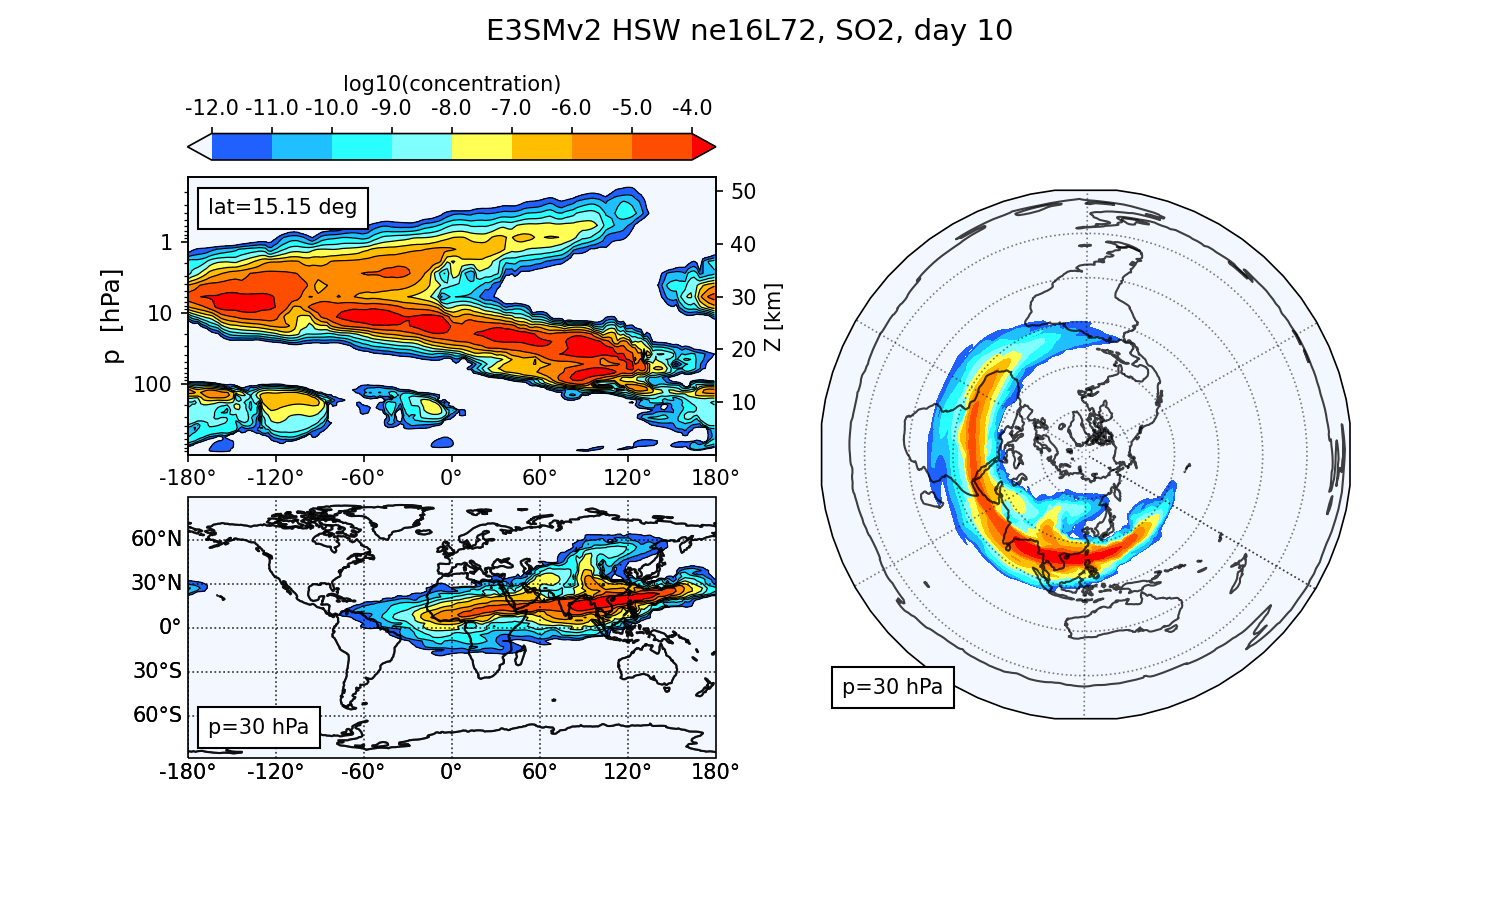 E3SMv2 HSW ne16L72, SO2, day 10
log10(concentration)
-12.0 -11.0 -10.0 -9.0 -8.0 -7.0 -6.0 -5.0 -4.0
lat=15.15 deg
p [hPa]
1
10
100
50
40
30
20
10
Z [km]
-180° -120° -60° 0° 60° 120° 180°
60°N
30°N
0°
30°S
60°S
p=30 hPa
-180° -120° -60° 0° 60° 120° 180°
p=30 hPa